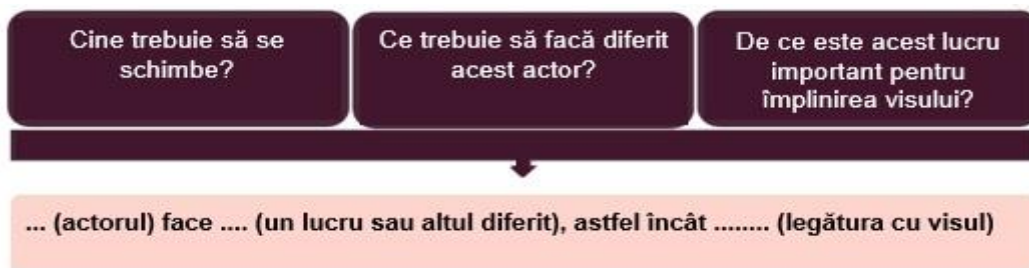 Cine trebuie să se
schimbe?
Ce trebuie să facă diferit
acest actor?
De ce este acest lucru
important pentru
împlinirea visului?
... (actorul) face .... (un lucru sau altul diferit), astfel încât ........ (legătura cu visul)